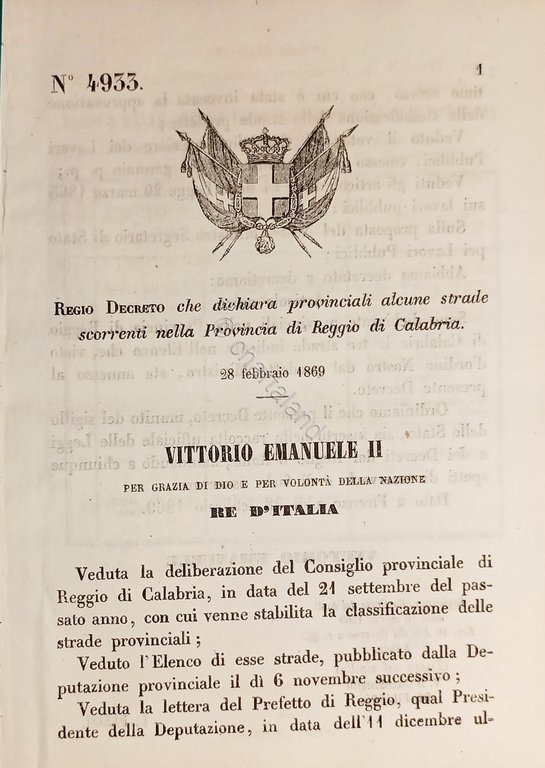 N° 4933.
1
REGIO DECRETO che dichiara provinciali alcune strade
scorrenti nella Provincia di Reggio di Calabria.
28 febbraio 1869
VITTORIO EMANUELE II
PER GRAZIA DI DIO E PER VOLONTÀ DELLA NAZIONE
RE D'ITALIA
Veduta la deliberazione del Consiglio provinciale di
Reggio di Calabria, in data del 21 settembre del pas-
sato anno, con cui venne stabilita la classificazione delle
strade provinciali ;
Veduto l'Elenco di esse strade, pubblicato dalla De-
putazione provinciale il dì 6 novembre successivo ;
Veduta la lettera del Prefetto di Reggio, qual Presi-
dente della Deputazione, in data dell'11 dicembre ul-